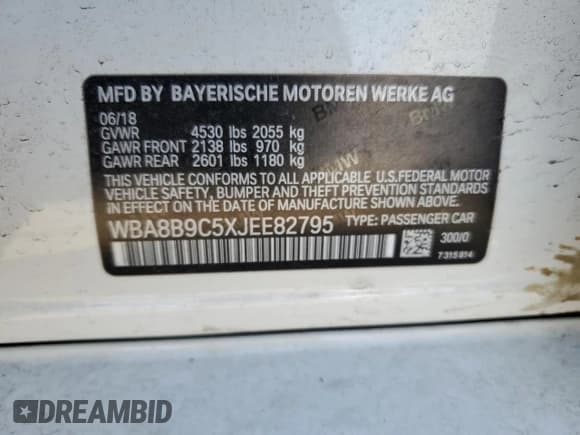 MFD BY BAYERISCHE MOTOREN WERKE AG
06/18
GVWR 4530 lbs 2055 kg
GAWR FRONT 2138 lbs 970 kg
GAWR REAR 2601 lbs 1180 kg
THIS VEHICLE CONFORMS TO ALL APPLICABLE U.S.FEDERAL MOTOR
VEHICLE SAFETY, BUMPER AND THEFT PREVENTION STANDARDS
IN EFFECT ON THE DATE OF MANUFACTURE SHOWN ABOVE.
WBA8B9C5XJEE82795 TYPE: PASSENGER CAR
300/0
7315814
DREAMBID